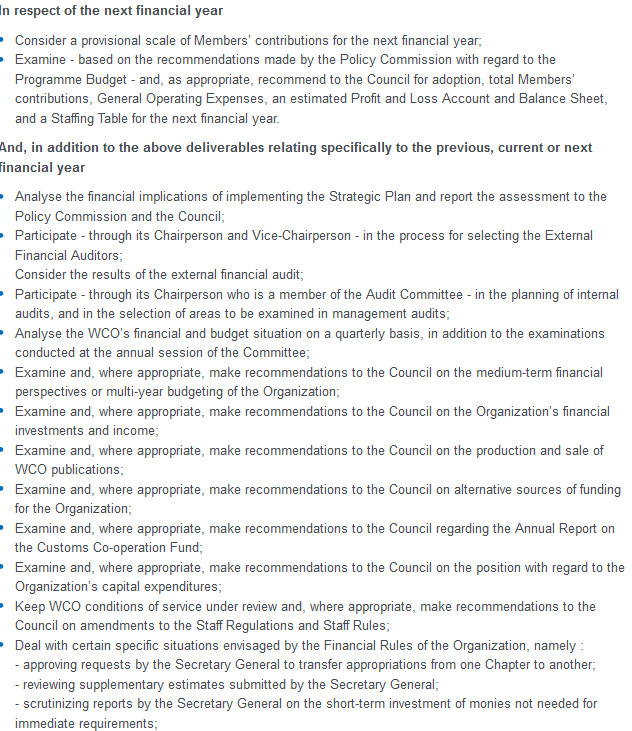 In respect of the next financial year
• Consider a provisional scale of Members’ contributions for the next financial year;
• Examine - based on the recommendations made by the Policy Commission with regard to the
Programme Budget - and, as appropriate, recommend to the Council for adoption, total Members’
contributions, General Operating Expenses, an estimated Profit and Loss Account and Balance Sheet,
and a Staffing Table for the next financial year.
And, in addition to the above deliverables relating specifically to the previous, current or next
financial year
• Analyse the financial implications of implementing the Strategic Plan and report the assessment to the
Policy Commission and the Council;
• Participate - through its Chairperson and Vice-Chairperson - in the process for selecting the External
Financial Auditors;
Consider the results of the external financial audit;
• Participate - through its Chairperson who is a member of the Audit Committee - in the planning of internal
audits, and in the selection of areas to be examined in management audits;
• Analyse the WCO’s financial and budget situation on a quarterly basis, in addition to the examinations
conducted at the annual session of the Committee;
• Examine and, where appropriate, make recommendations to the Council on the medium-term financial
perspectives or multi-year budgeting of the Organization;
• Examine and, where appropriate, make recommendations to the Council on the Organization’s financial
investments and income;
• Examine and, where appropriate, make recommendations to the Council on the production and sale of
WCO publications;
• Examine and, where appropriate, make recommendations to the Council on alternative sources of funding
for the Organization;
• Examine and, where appropriate, make recommendations to the Council regarding the Annual Report on
the Customs Co-operation Fund;
• Examine and, where appropriate, make recommendations to the Council on the position with regard to the
Organization’s capital expenditures;
• Keep WCO conditions of service under review and, where appropriate, make recommendations to the
Council on amendments to the Staff Regulations and Staff Rules;
• Deal with certain specific situations envisaged by the Financial Rules of the Organization, namely :
- approving requests by the Secretary General to transfer appropriations from one Chapter to another;
- reviewing supplementary estimates submitted by the Secretary General;
- scrutinizing reports by the Secretary General on the short-term investment of monies not needed for
immediate requirements;